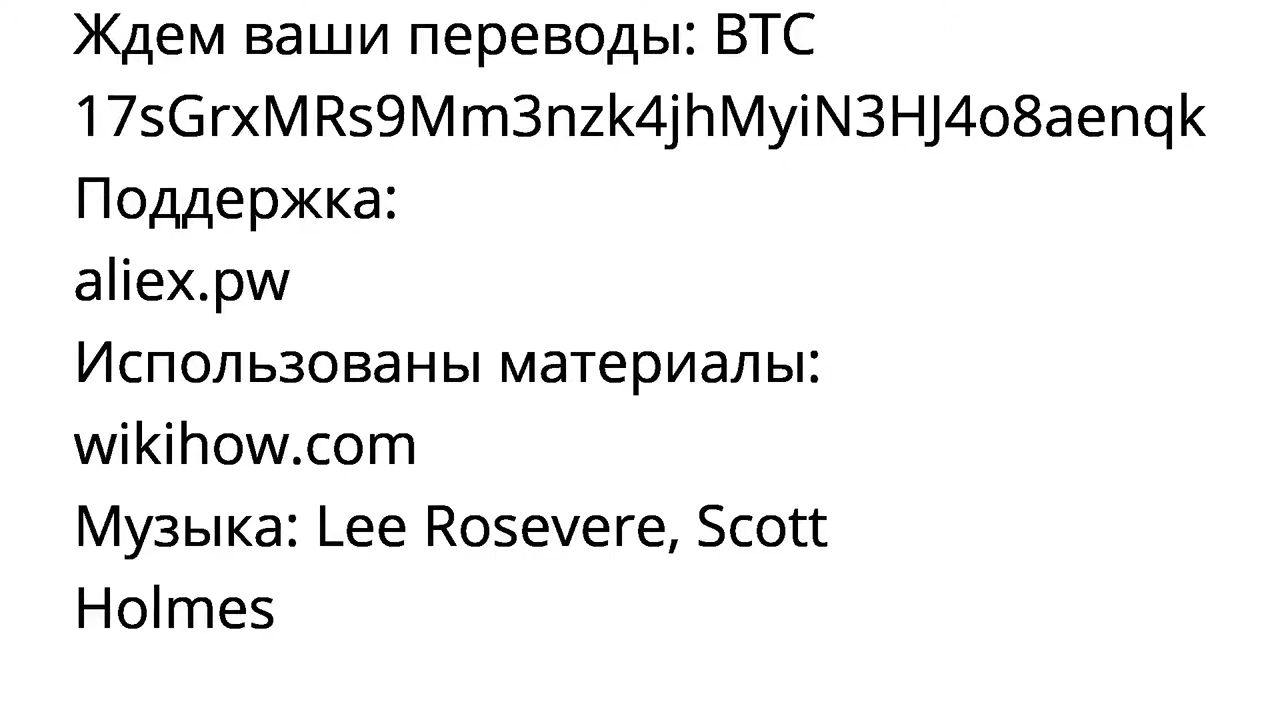 Ждем ваши переводы: BTC
17sGrxMRs9Mm3nzk4jhMyiN3HJ4o8aenqk
Поддержка:
aliex.pw
Использованы материалы:
wikihow.com
Музыка: Lee Rosevere, Scott
Holmes